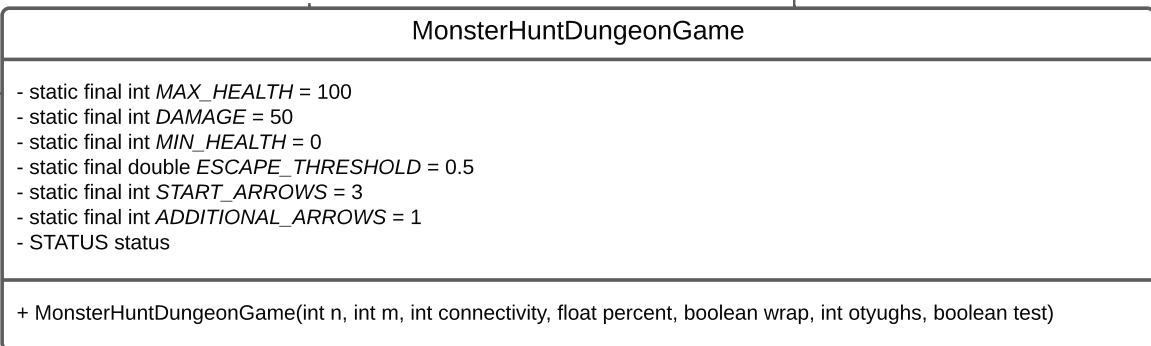 MonsterHuntDungeonGame
- static final int MAX_HEALTH = 100
- static final int DAMAGE = 50
- static final int MIN_HEALTH = 0
- static final double ESCAPE_THRESHOLD = 0.5
- static final int START_ARROWS = 3
- static final int ADDITIONAL_ARROWS = 1
- STATUS status
+ MonsterHuntDungeonGame(int n, int m, int connectivity, float percent, boolean wrap, int otyughs, boolean test)